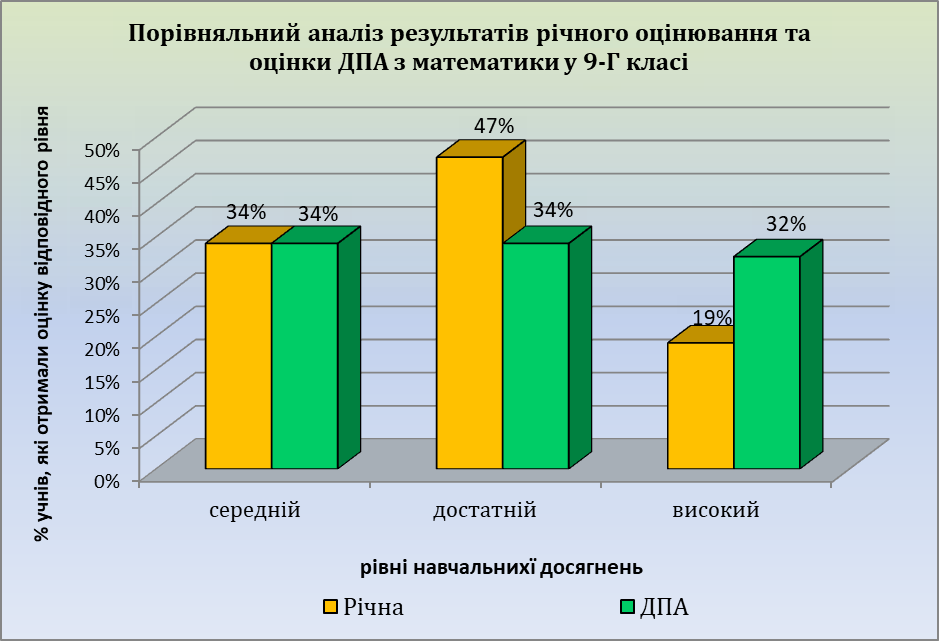 Порівняльний аналіз результатів річного оцінювання та
оцінки ДПА з математики у 9-Г класі
% учнів, які отримали оцінку відповідного рівня
50%
45%
40%
35%
30%
25%
20%
15%
10%
5%
0%
34%
34%
47%
34%
19%
32%
середній
достатній
високий
рівні навчальнихї досягнень
Річна
ДПА